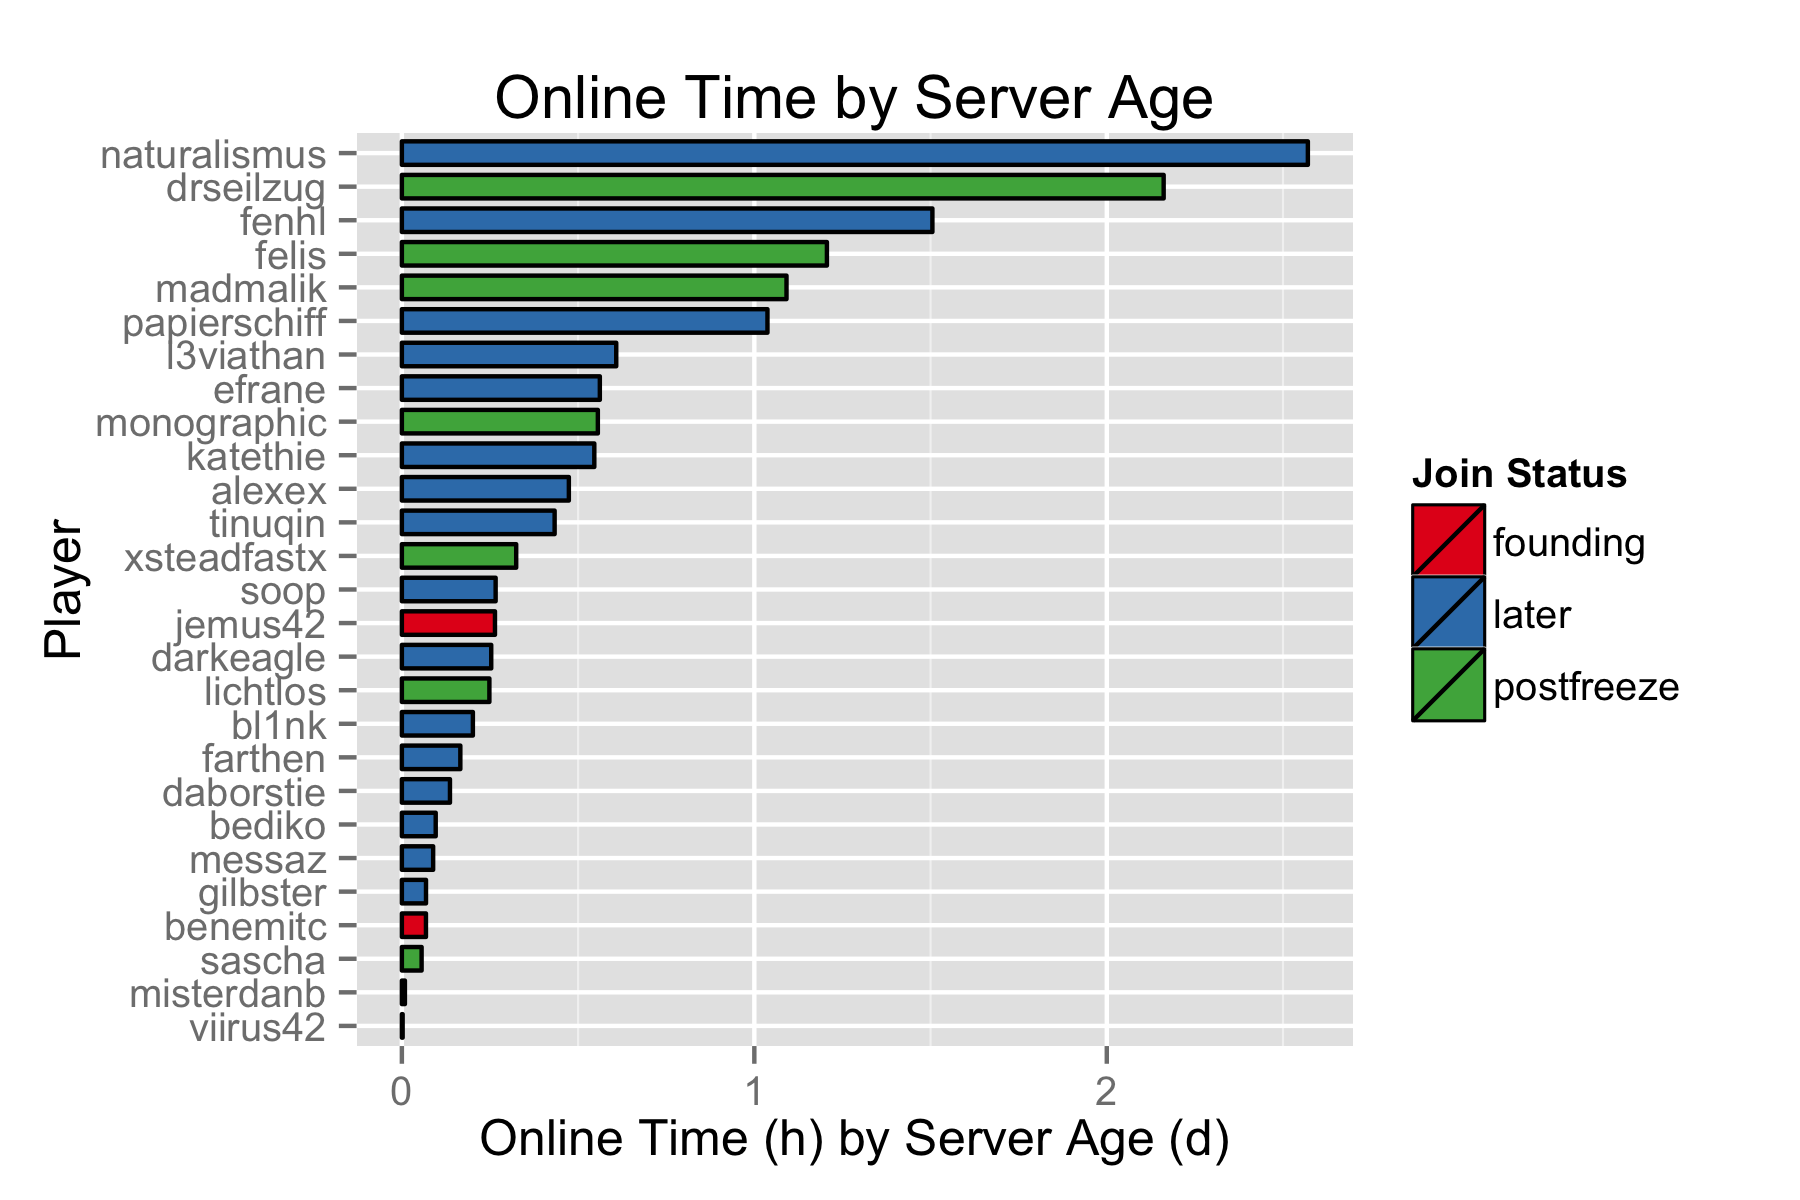 Online Time by Server Age
naturalismus
drseilzug
fenhl
felis
madmalik
papierschiff
l3viathan
efrane
monographic
katethie
alexex
tinuqin
xsteadfastx
soop
jemus42
darkeagle
lichtlos
bl1nk
farthen
daborstie
bediko
messaz
gilbster
benemitc
sascha
misterdanb
viirus42
Player
0 1 2
Online Time (h) by Server Age (d)
Join Status
founding
later
postfreeze